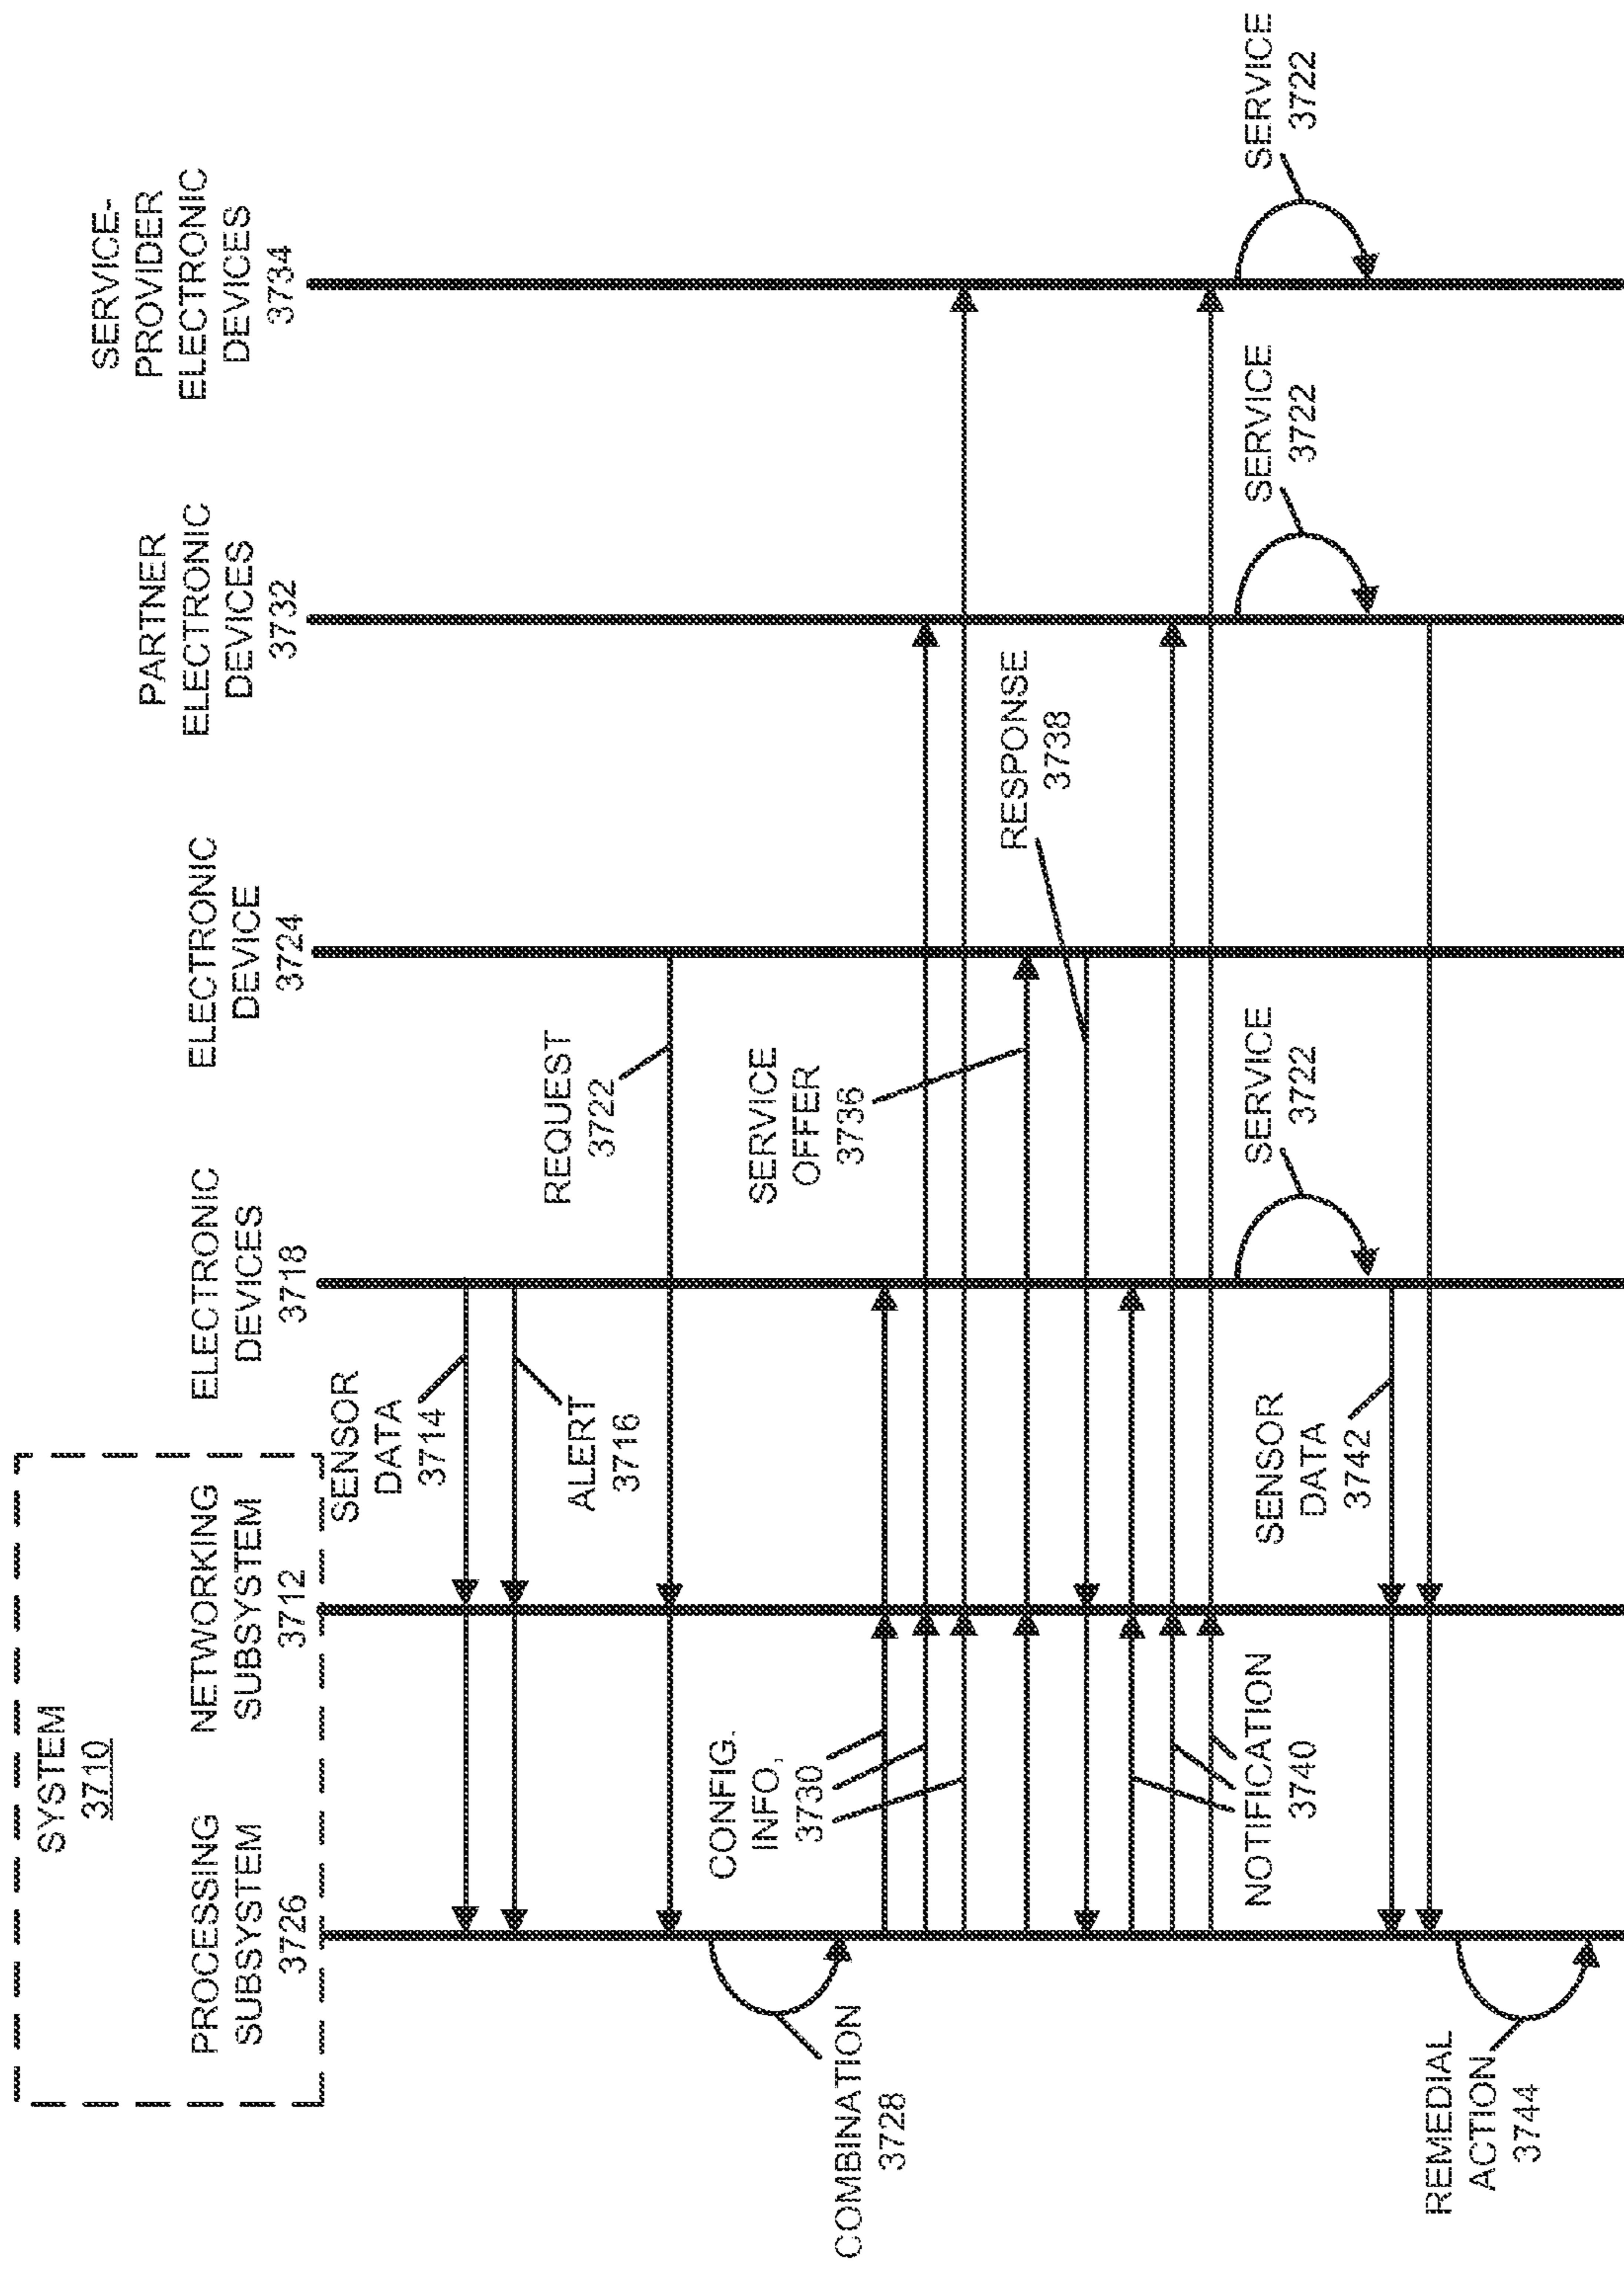 SYSTEM
3710
PROCESSING
SUBSYSTEM
3726
NETWORKING
SUBSYSTEM
3712
ELECTRONIC
DEVICES
3718
ELECTRONIC
DEVICE
3724
PARTNER
ELECTRONIC
DEVICES
3732
SERVICE-
PROVIDER
ELECTRONIC
DEVICES
3734
SENSOR
DATA
3714
ALERT
3716
REQUEST
3722
COMBINATION
3728
CONFIG.
INFO.
3730
SERVICE
OFFER
3736
RESPONSE
3738
NOTIFICATION
3740
SERVICE
3722
SERVICE
3722
SERVICE
3722
SENSOR
DATA
3742
REMEDIAL
ACTION
3744